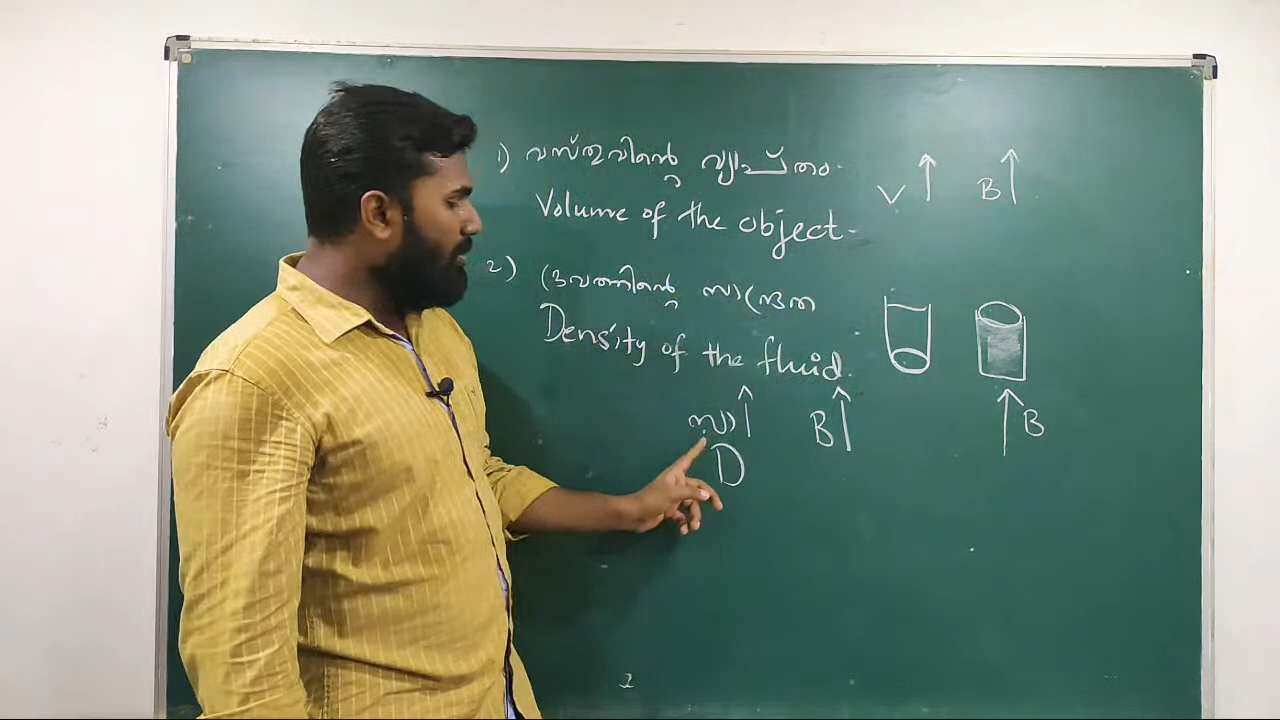 1) വസ്തുവിന്റെ വ്യാപ്തം.
V ↑ B ↑
Volume of the object.
2) ദ്രവത്തിന്റെ സാന്ദ്രത
Density of the fluid.
സാ ↑ B ↑
D
↑ B